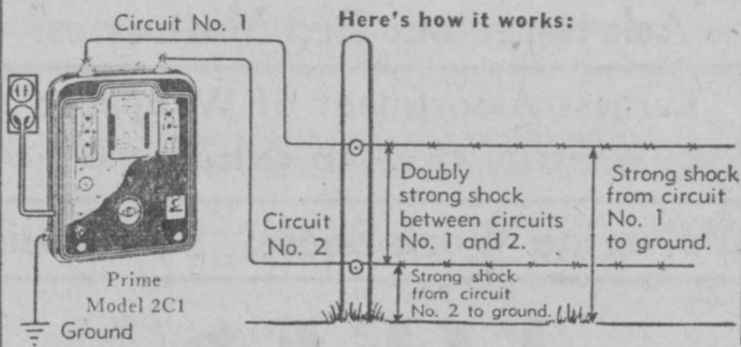 Here's how it works:
Circuit No. 1
Doubly
strong shock
between circuits
No. 1 and 2.
Strong shock
from circuit
No. 1
to ground.
Circuit
No. 2
Strong shock
from circuit
No. 2 to ground.
Prime
Model 2C1
Ground